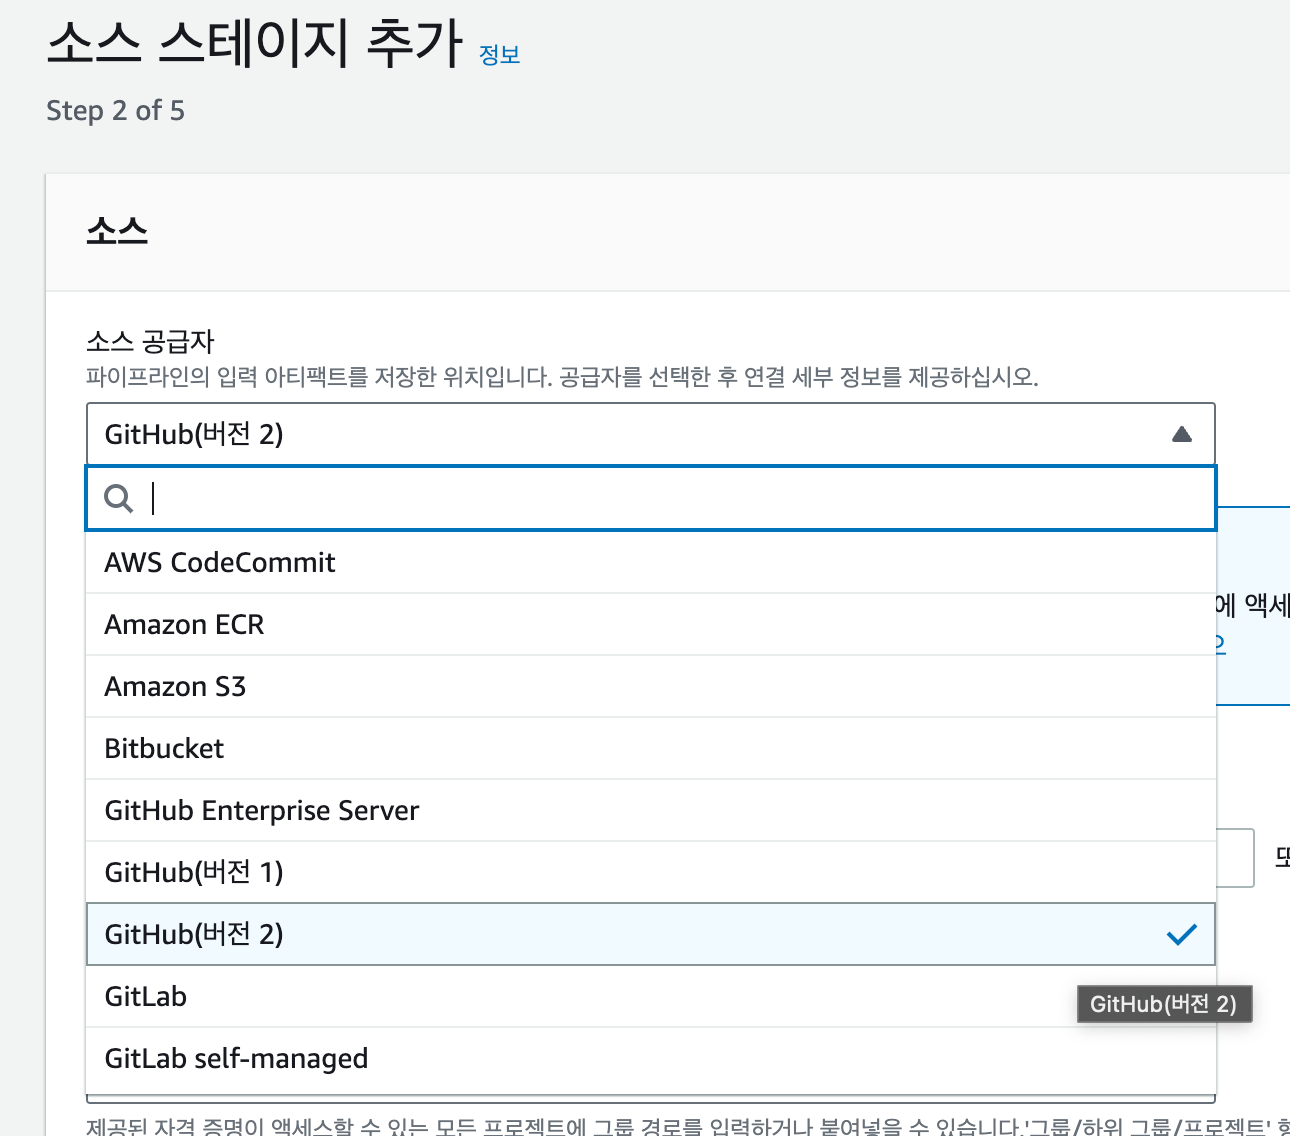 소스 스테이지 추가 정보
Step 2 of 5
소스
소스 공급자
파이프라인의 입력 아티팩트를 저장한 위치입니다. 공급자를 선택한 후 연결 세부 정보를 제공하십시오.
GitHub(버전 2)
AWS CodeCommit
Amazon ECR
에 액세
오
Amazon S3
Bitbucket
GitHub Enterprise Server
GitHub(버전 1)
GitHub(버전 2)
GitLab
GitHub(버전 2)
GitLab self-managed
제공된 자격 증명이 액세스할 수 있는 모든 프로젝트에 그룹 경로를 입력하거나 붙여넣을 수 있습니다.'그룹/하위 그룹/프로젝트'